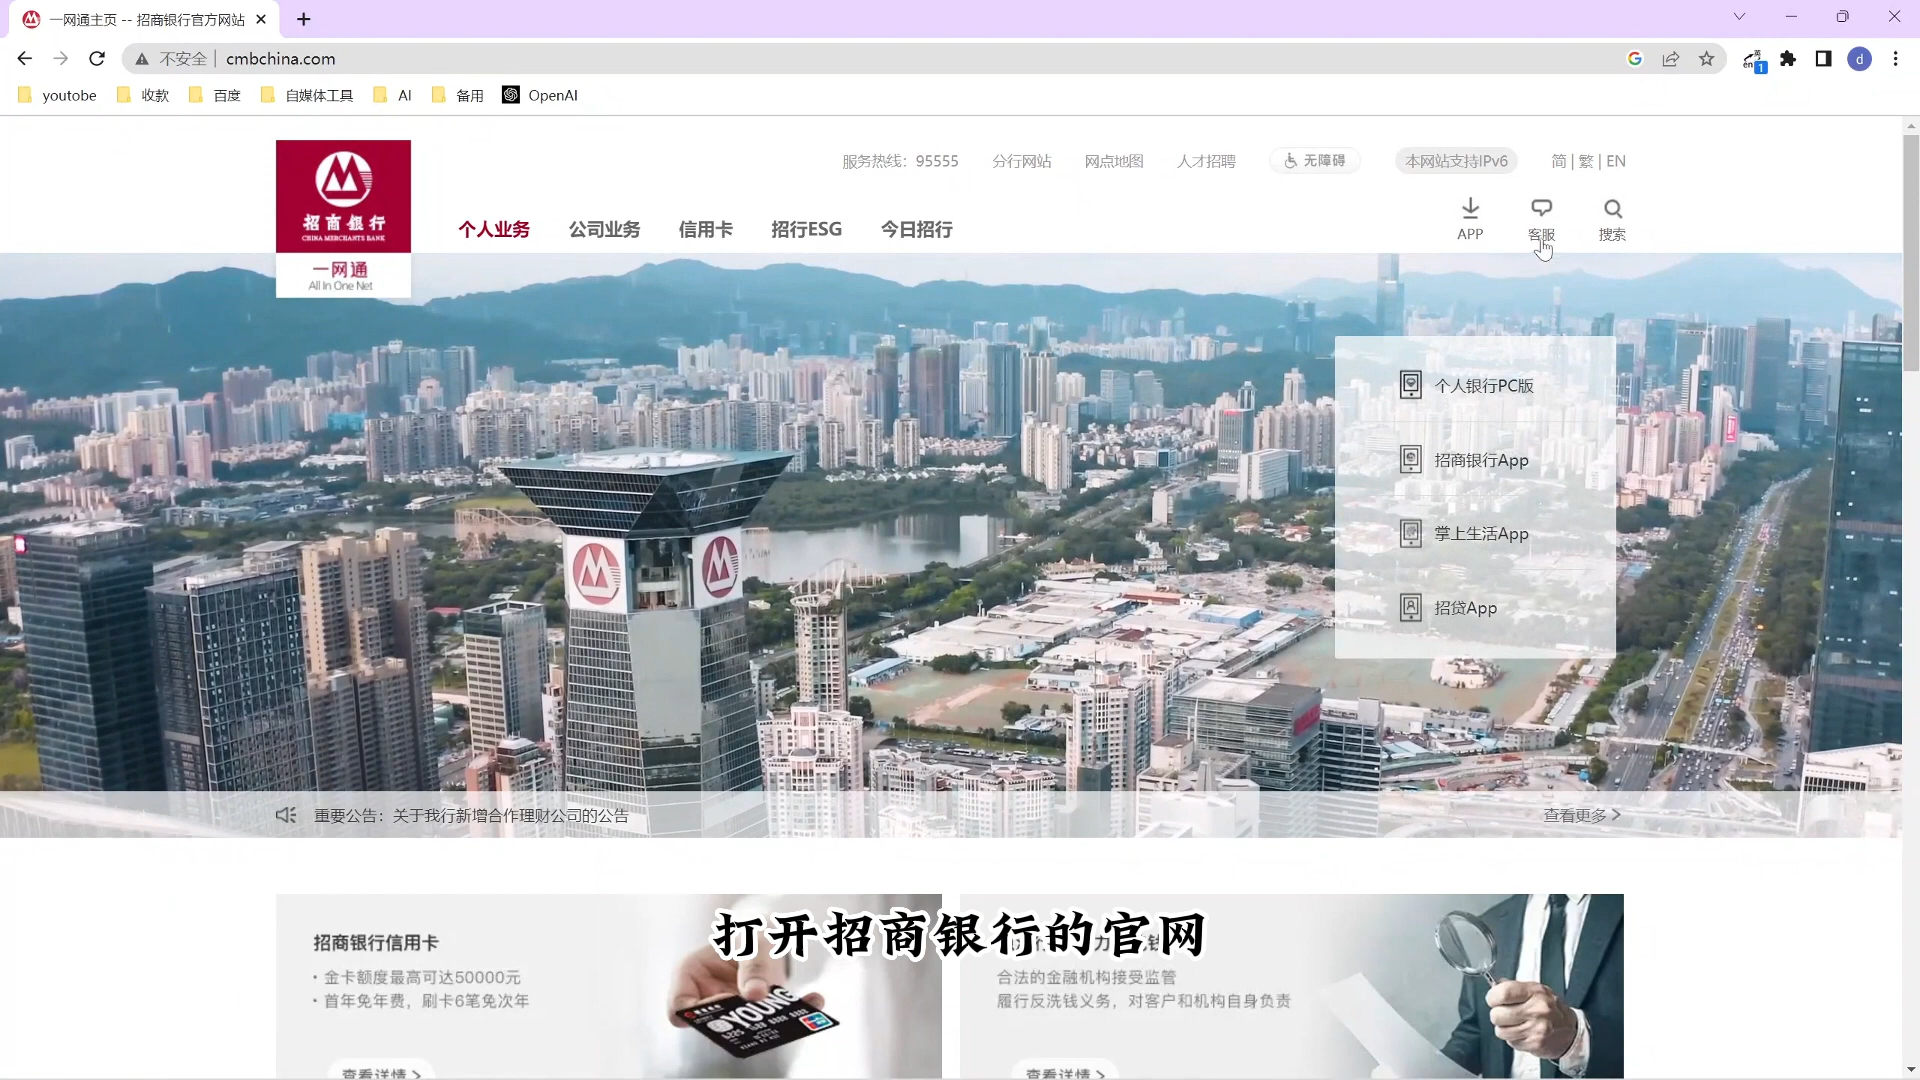 一网通主页 -- 招商银行官方网站
不安全 | cmbchina.com
youtobe 收款 百度 自媒体工具 AI 备用 OpenAI
服务热线：95555 分行网站 网点地图 人才招聘 无障碍 本网站支持IPv6 简 | 繁 | EN
招商银行
CHINA MERCHANTS BANK
一网通
All In One Net
个人业务 公司业务 信用卡 招行ESG 今日招行
APP 客服 搜索
个人银行PC版
招商银行App
掌上生活App
招贷App
重要公告：关于我行新增合作理财公司的公告
查看更多 >
打开招商银行的官网
招商银行信用卡
· 金卡额度最高可达50000元
· 首年免年费，刷卡6笔免次年
查看详情 >
YOUNG
合法的金融机构接受监管
履行反洗钱义务，对客户和机构自身负责
查看详情 >